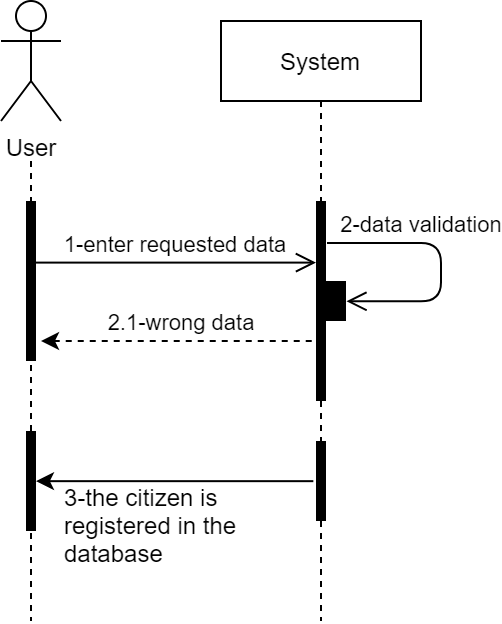 System
User
2-data validation
1-enter requested data
2.1-wrong data
3-the citizen is
registered in the
database